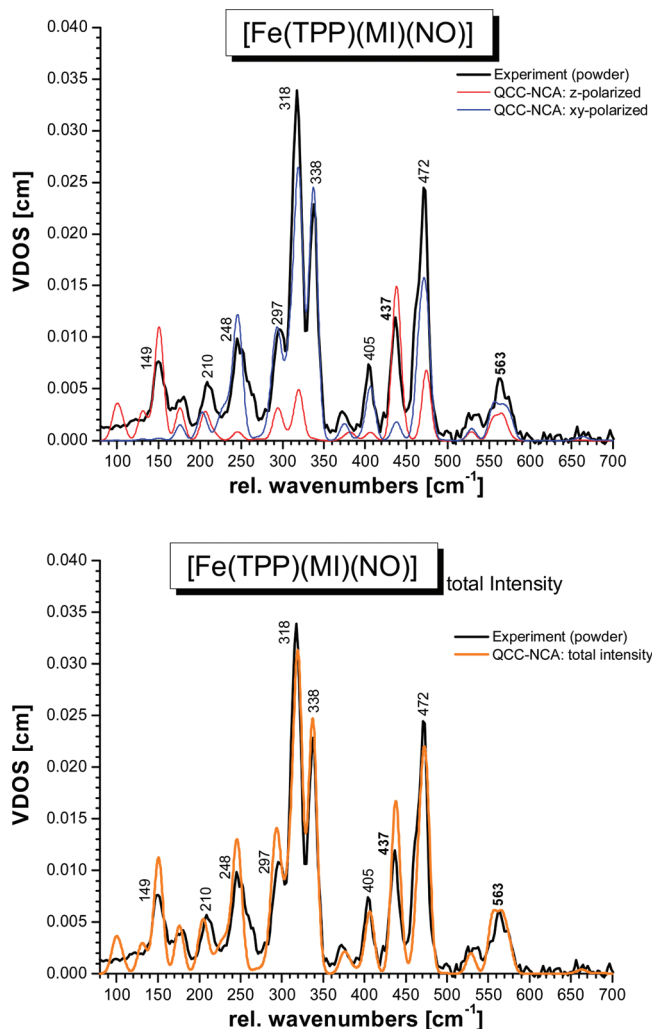 [Fe(TPP)(MI)(NO)]
0.040
0.035
0.030
0.025
0.020
0.015
0.010
0.005
0.000
VDOS [cm]
Experiment (powder)
QCC-NCA: z-polarized
QCC-NCA: xy-polarized
149
210
248
297
318
338
405
437
472
563
100 150 200 250 300 350 400 450 500 550 600 650 700
rel. wavenumbers [cm-1]
[Fe(TPP)(MI)(NO)]
total Intensity
0.040
0.035
0.030
0.025
0.020
0.015
0.010
0.005
0.000
VDOS [cm]
Experiment (powder)
QCC-NCA: total intensity
149
210
248
297
318
338
405
437
472
563
100 150 200 250 300 350 400 450 500 550 600 650 700
rel. wavenumbers [cm-1]